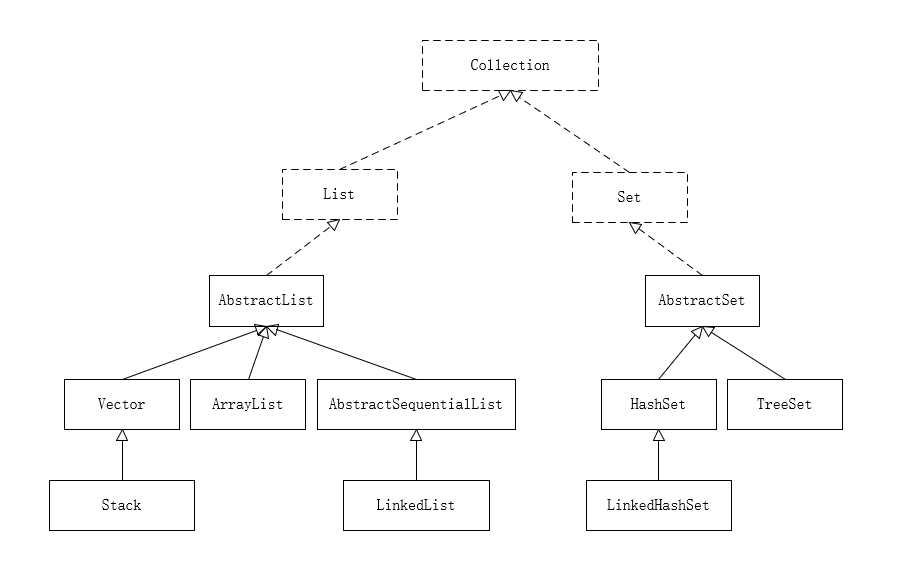 Collection
List
Set
AbstractList
AbstractSet
Vector
ArrayList
AbstractSequentialList
HashSet
TreeSet
Stack
LinkedList
LinkedHashSet